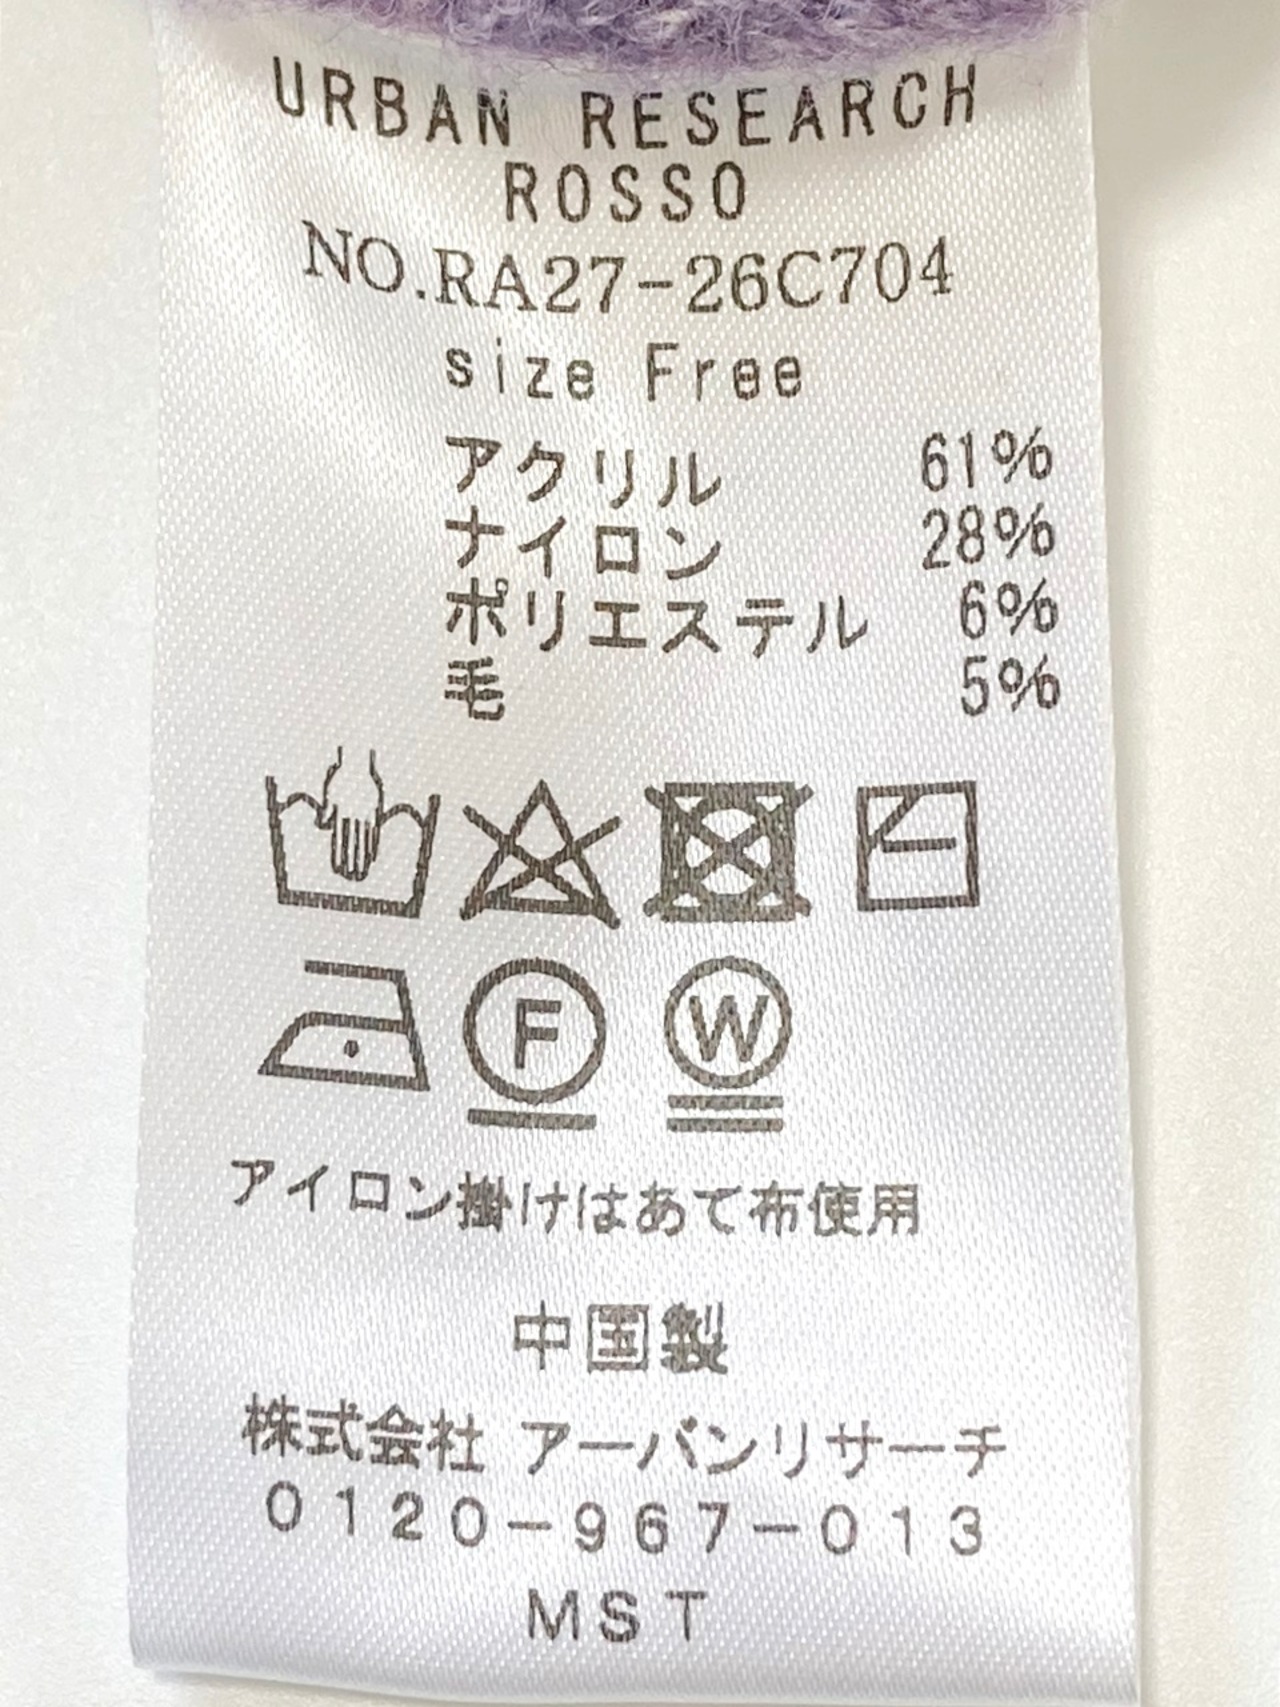 URBAN RESEARCH
ROSSO
NO.RA27-26C704
size Free
アクリル 61%
ナイロン 28%
ポリエステル 6%
毛 5%
F W
アイロン掛けはあて布使用
中国製
株式会社 アーバンリサーチ
0120-967-013
MST